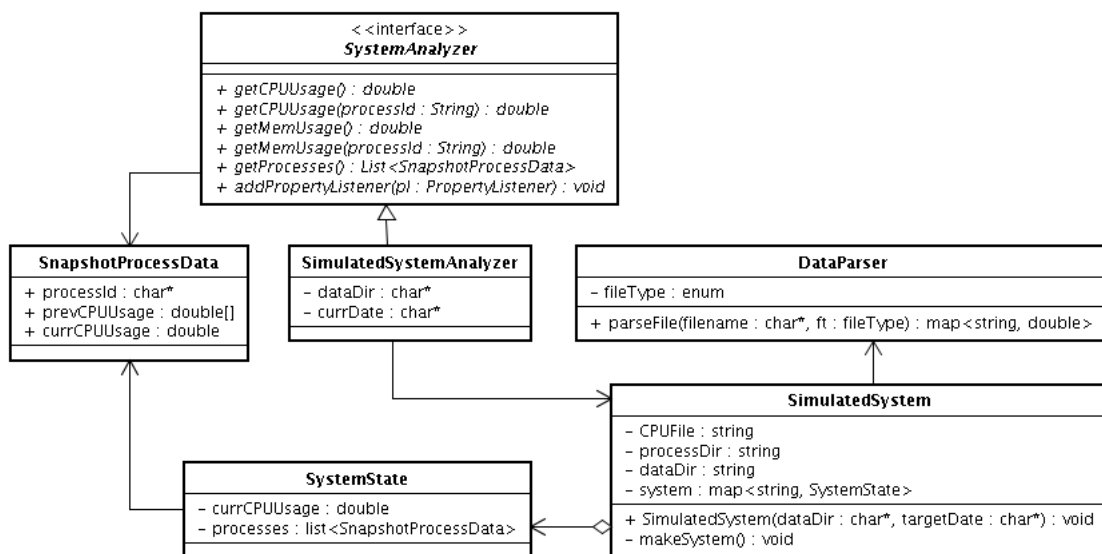 <<interface>>
SystemAnalyzer
+ getCPUUsage() : double
+ getCPUUsage(processId : String) : double
+ getMemUsage() : double
+ getMemUsage(processId : String) : double
+ getProcesses() : List<SnapshotProcessData>
+ addPropertyListener(pl : PropertyListener) : void
SnapshotProcessData
+ processId : char*
+ prevCPUUsage : double[]
+ currCPUUsage : double
SimulatedSystemAnalyzer
- dataDir : char*
- currDate : char*
DataParser
- fileType : enum
+ parseFile(filename : char*, ft : fileType) : map<string, double>
SimulatedSystem
- CPUFile : string
- processDir : string
- dataDir : string
- system : map<string, SystemState>
+ SimulatedSystem(dataDir : char*, targetDate : char*) : void
- makeSystem() : void
SystemState
- currCPUUsage : double
- processes : list<SnapshotProcessData>